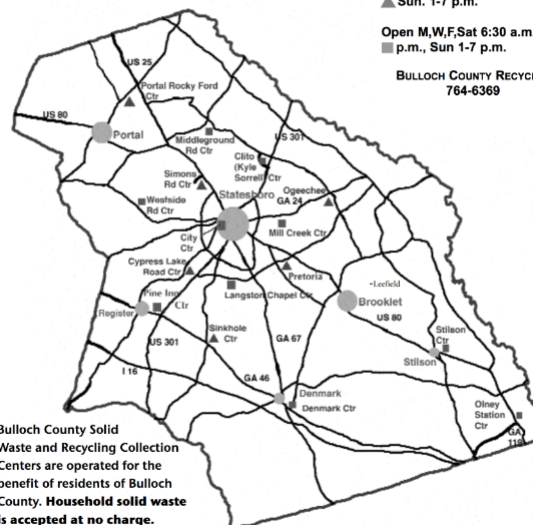 Sun. 1-7 p.m.
Open M,W,F,Sat 6:30 a.m.
p.m., Sun 1-7 p.m.
BULLOCH COUNTY RECYC
764-6369
US 25
Portal Rocky Ford
Ctr
US 80
Portal
Middleground
Rd Ctr
US 301
Clito
(Kyle
Sorrell) Ctr
Simons
Rd Ctr
Statesboro
Ogeechee
GA 24
Westside
Rd Ctr
City
Ctr
Mill Creek Ctr
Cypress Lake
Road Ctr
Pretoria
Leefield
Pine Inn
Ctr
Langston Chapel Ctr
Brooklet
Register
US 80
US 301
Sinkhole
Ctr
GA 67
Stilson
Ctr
Stilson
I 16
GA 46
Denmark
Denmark Ctr
Olney
Station
Ctr
GA
119
Bulloch County Solid
Waste and Recycling Collection
Centers are operated for the
benefit of residents of Bulloch
County. Household solid waste
is accepted at no charge.